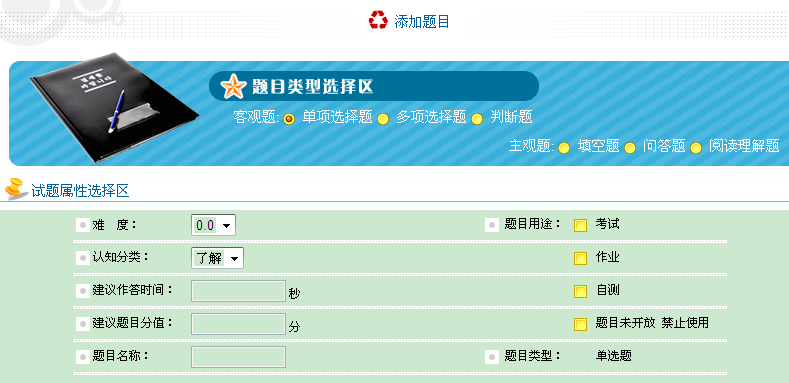 添加题目
题目类型选择区
客观题: 单项选择题 多项选择题 判断题
主观题: 填空题 问答题 阅读理解题
试题属性选择区
难 度： 0.0 题目用途： 考试
认知分类： 了解 作业
建议作答时间： 秒 自测
建议题目分值： 分 题目未开放 禁止使用
题目名称： 题目类型： 单选题